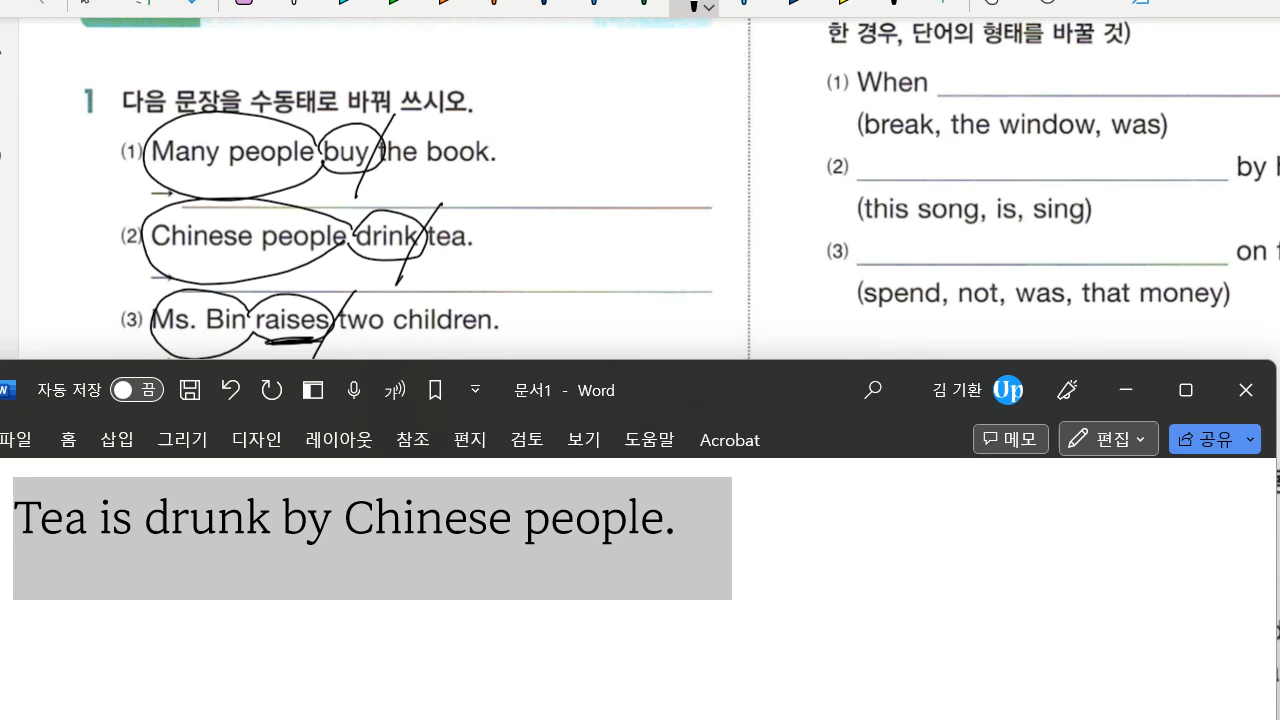 1 다음 문장을 수동태로 바꿔 쓰시오.
(1) Many people buy the book.
→
(2) Chinese people drink tea.
→
(3) Ms. Bin raises two children.
한 경우, 단어의 형태를 바꿀 것)
(1) When
(break, the window, was)
(2) by
(this song, is, sing)
(3) on
(spend, not, was, that money)
자동 저장 끔 가)) 문서1 - Word 김 기환 Up
파일 홈 삽입 그리기 디자인 레이아웃 참조 편지 검토 보기 도움말 Acrobat 메모 편집 공유
Tea is drunk by Chinese people.